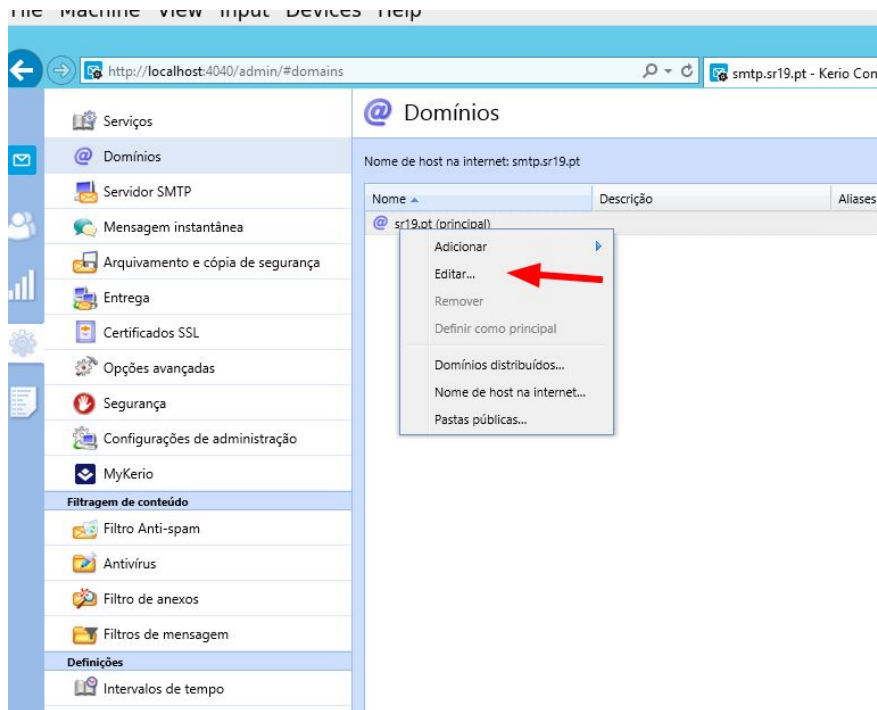 File Machine View Input Devices Help
http://localhost:4040/admin/#domains
smtp.sr19.pt - Kerio Con
Serviços
Domínios
Servidor SMTP
Mensagem instantânea
Arquivamento e cópia de segurança
Entrega
Certificados SSL
Opções avançadas
Segurança
Configurações de administração
MyKerio
Filtragem de conteúdo
Filtro Anti-spam
Antivírus
Filtro de anexos
Filtros de mensagem
Definições
Intervalos de tempo
Domínios
Nome de host na internet: smtp.sr19.pt
Nome Descrição Aliases
sr19.pt (principal)
Adicionar
Editar...
Remover
Definir como principal
Domínios distribuídos...
Nome de host na internet...
Pastas públicas...